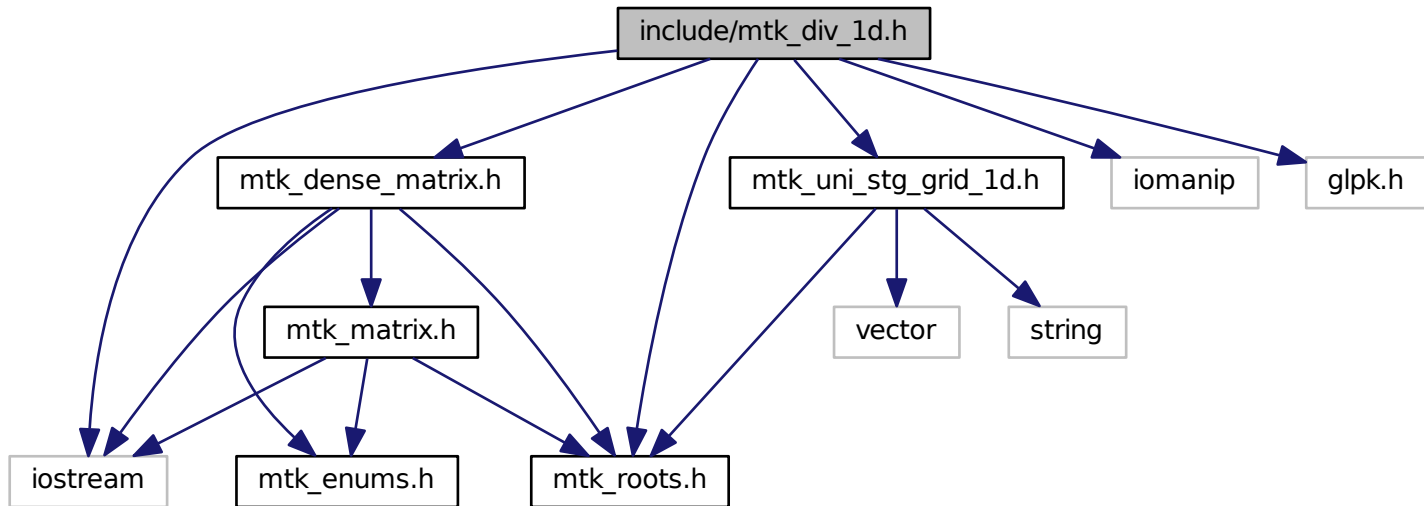 include/mtk_div_1d.h
mtk_dense_matrix.h
mtk_uni_stg_grid_1d.h
iomanip
glpk.h
mtk_matrix.h
vector
string
iostream
mtk_enums.h
mtk_roots.h